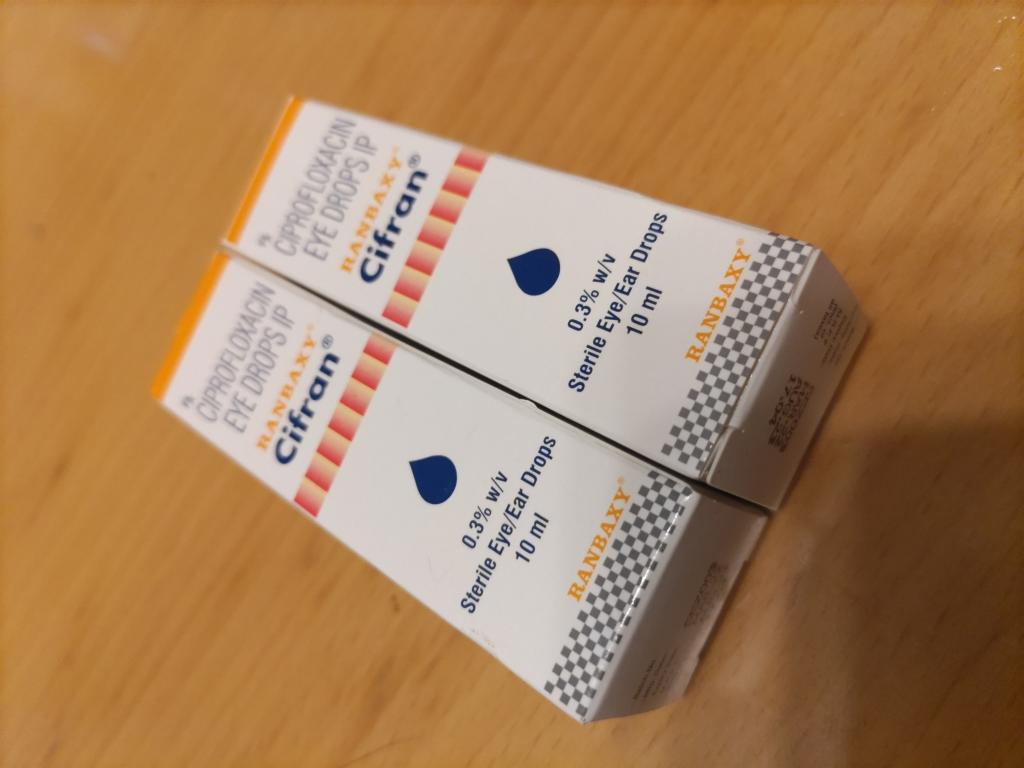 ℞
CIPROFLOXACIN
EYE DROPS IP
RANBAXY®
Cifran®
0.3% w/v
Sterile Eye/Ear Drops
10 ml
RANBAXY®
℞
CIPROFLOXACIN
EYE DROPS IP
RANBAXY®
Cifran®
0.3% w/v
Sterile Eye/Ear Drops
10 ml
RANBAXY®